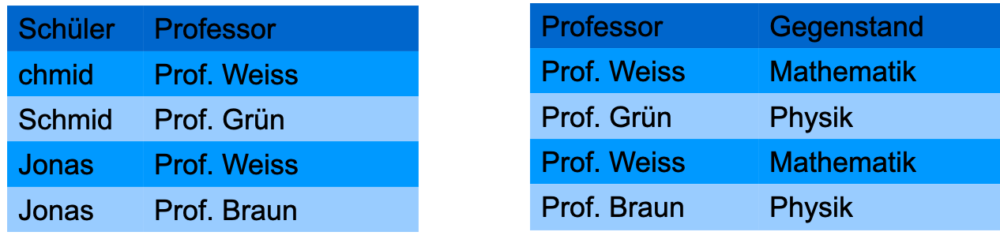 Schüler Professor
chmid Prof. Weiss
Schmid Prof. Grün
Jonas Prof. Weiss
Jonas Prof. Braun
Professor Gegenstand
Prof. Weiss Mathematik
Prof. Grün Physik
Prof. Weiss Mathematik
Prof. Braun Physik